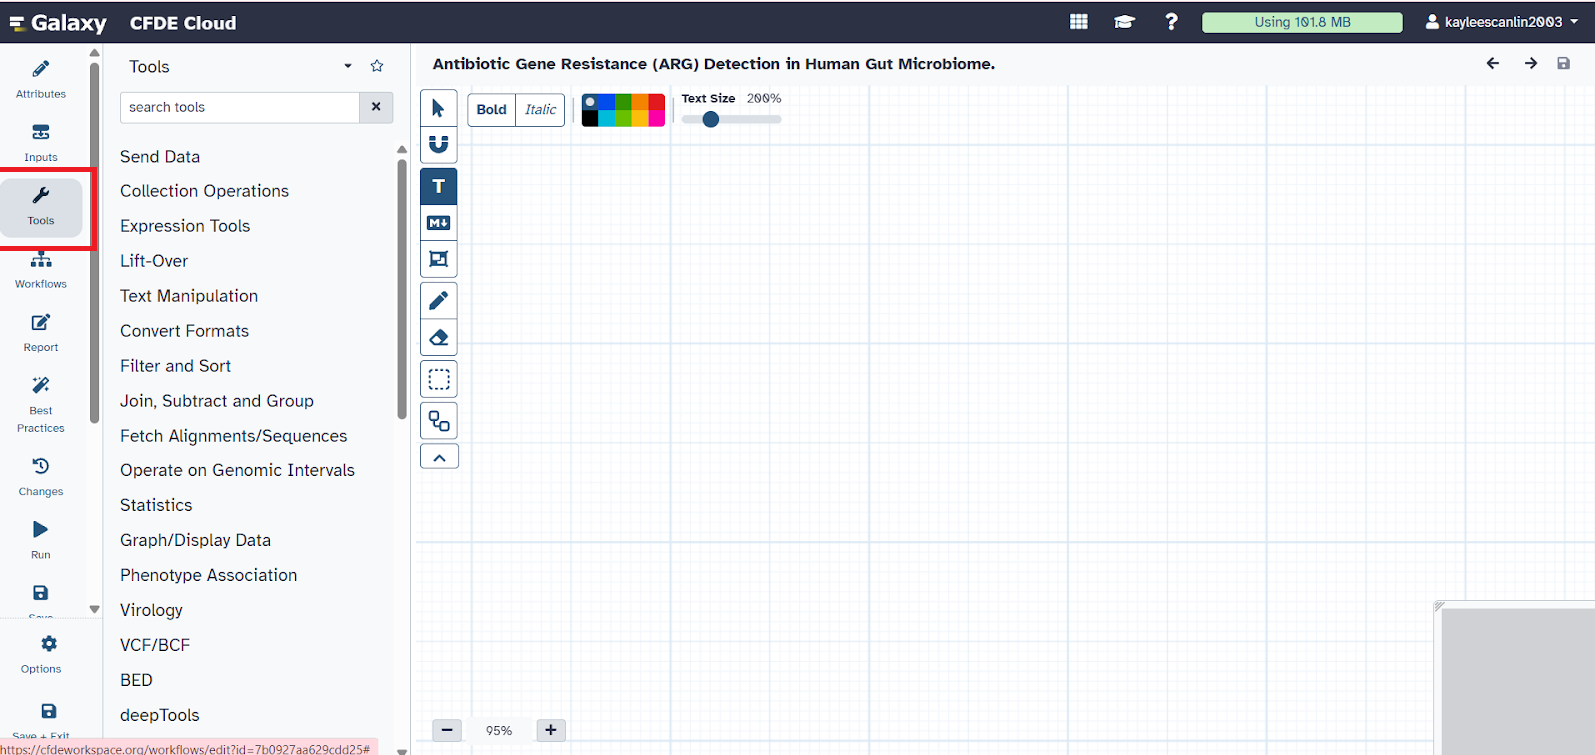 Galaxy CFDE Cloud
Using 101.8 MB
kayleescanlin2003
Attributes
Inputs
Tools
Workflows
Report
Best
Practices
Changes
Run
Save
Options
Save + Exit
https://cfdeworkspace.org/workflows/edit?id=7b0927aa629cdd25#
Tools
search tools
Send Data
Collection Operations
Expression Tools
Lift-Over
Text Manipulation
Convert Formats
Filter and Sort
Join, Subtract and Group
Fetch Alignments/Sequences
Operate on Genomic Intervals
Statistics
Graph/Display Data
Phenotype Association
Virology
VCF/BCF
BED
deepTools
Antibiotic Gene Resistance (ARG) Detection in Human Gut Microbiome.
Bold Italic
Text Size 200%
T
M
95%